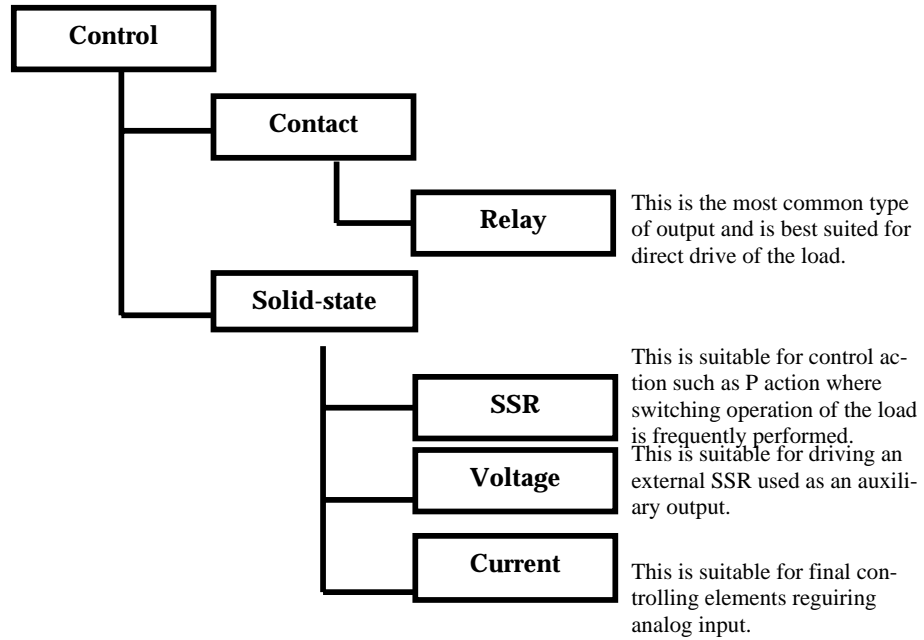 Control
Contact
Relay
This is the most common type
of output and is best suited for
direct drive of the load.
Solid-state
SSR
This is suitable for control ac-
tion such as P action where
switching operation of the load
is frequently performed.
Voltage
This is suitable for driving an
external SSR used as an auxili-
ary output.
Current
This is suitable for final con-
trolling elements reguiring
analog input.